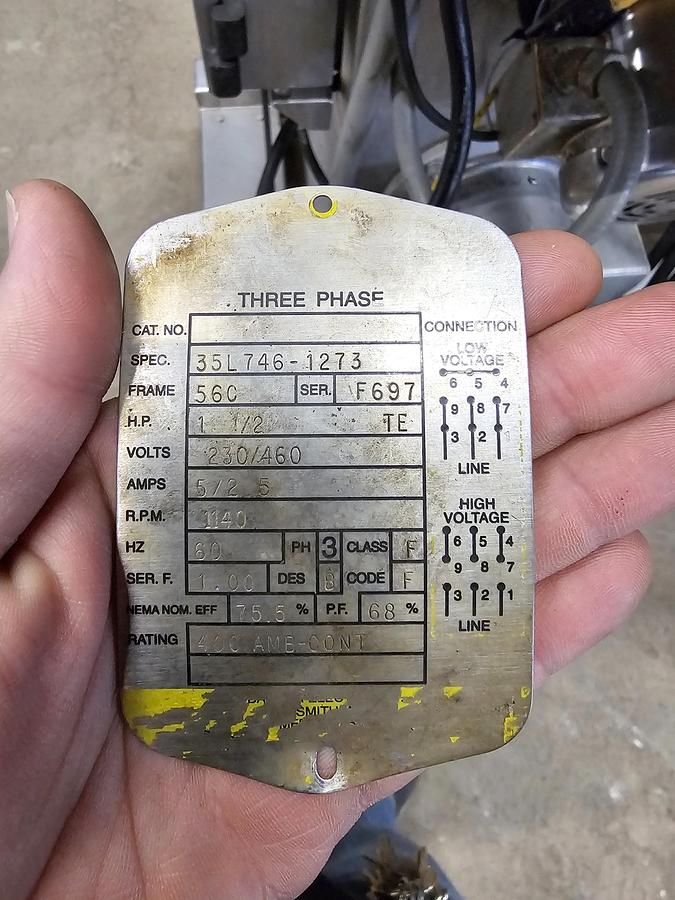 THREE PHASE
CAT. NO.
SPEC. 35L746-1273
FRAME 56C SER. F697
H.P. 1 1/2 TE
VOLTS 230/460
AMPS 5/2.5
R.P.M. 1140
HZ 60 PH 3 CLASS F
SER. F. 1.00 DES B CODE F
NEMA NOM. EFF 75.5 % P.F. 68 %
RATING 40C AMB-CONT
CONNECTION
LOW
VOLTAGE
6 5 4
9 8 7
3 2 1
LINE
HIGH
VOLTAGE
6 5 4
9 8 7
3 2 1
LINE
SMITH